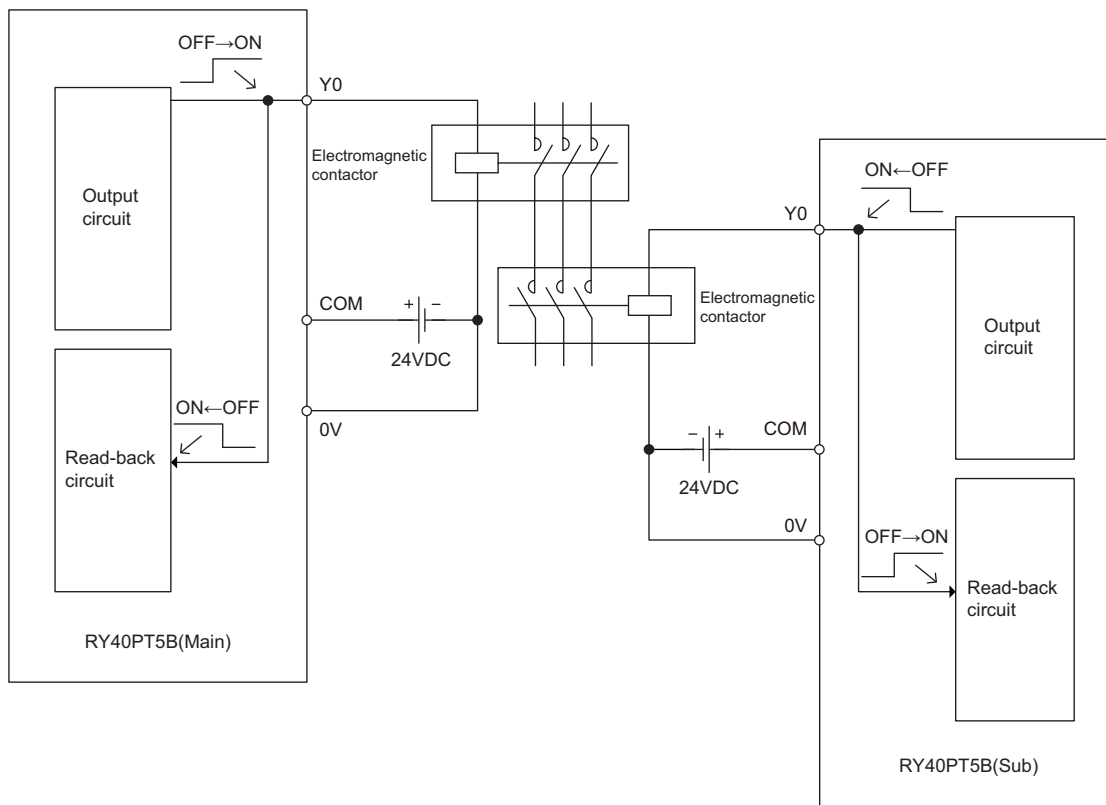 OFF→ON
Y0
Output
circuit
Electromagnetic
contactor
COM
+ −
24VDC
0V
ON←OFF
Read-back
circuit
RY40PT5B(Main)
ON←OFF
Y0
Electromagnetic
contactor
Output
circuit
COM
− +
24VDC
0V
OFF→ON
Read-back
circuit
RY40PT5B(Sub)